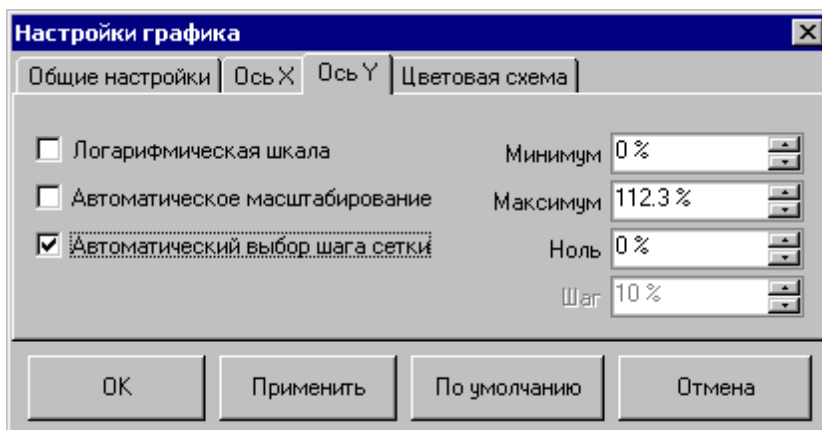 Настройки графика
Общие настройки Ось X Ось Y Цветовая схема
Логарифмическая шкала Минимум 0 %
Автоматическое масштабирование Максимум 112.3 %
Автоматический выбор шага сетки Ноль 0 %
Шаг 10 %
OK Применить По умолчанию Отмена